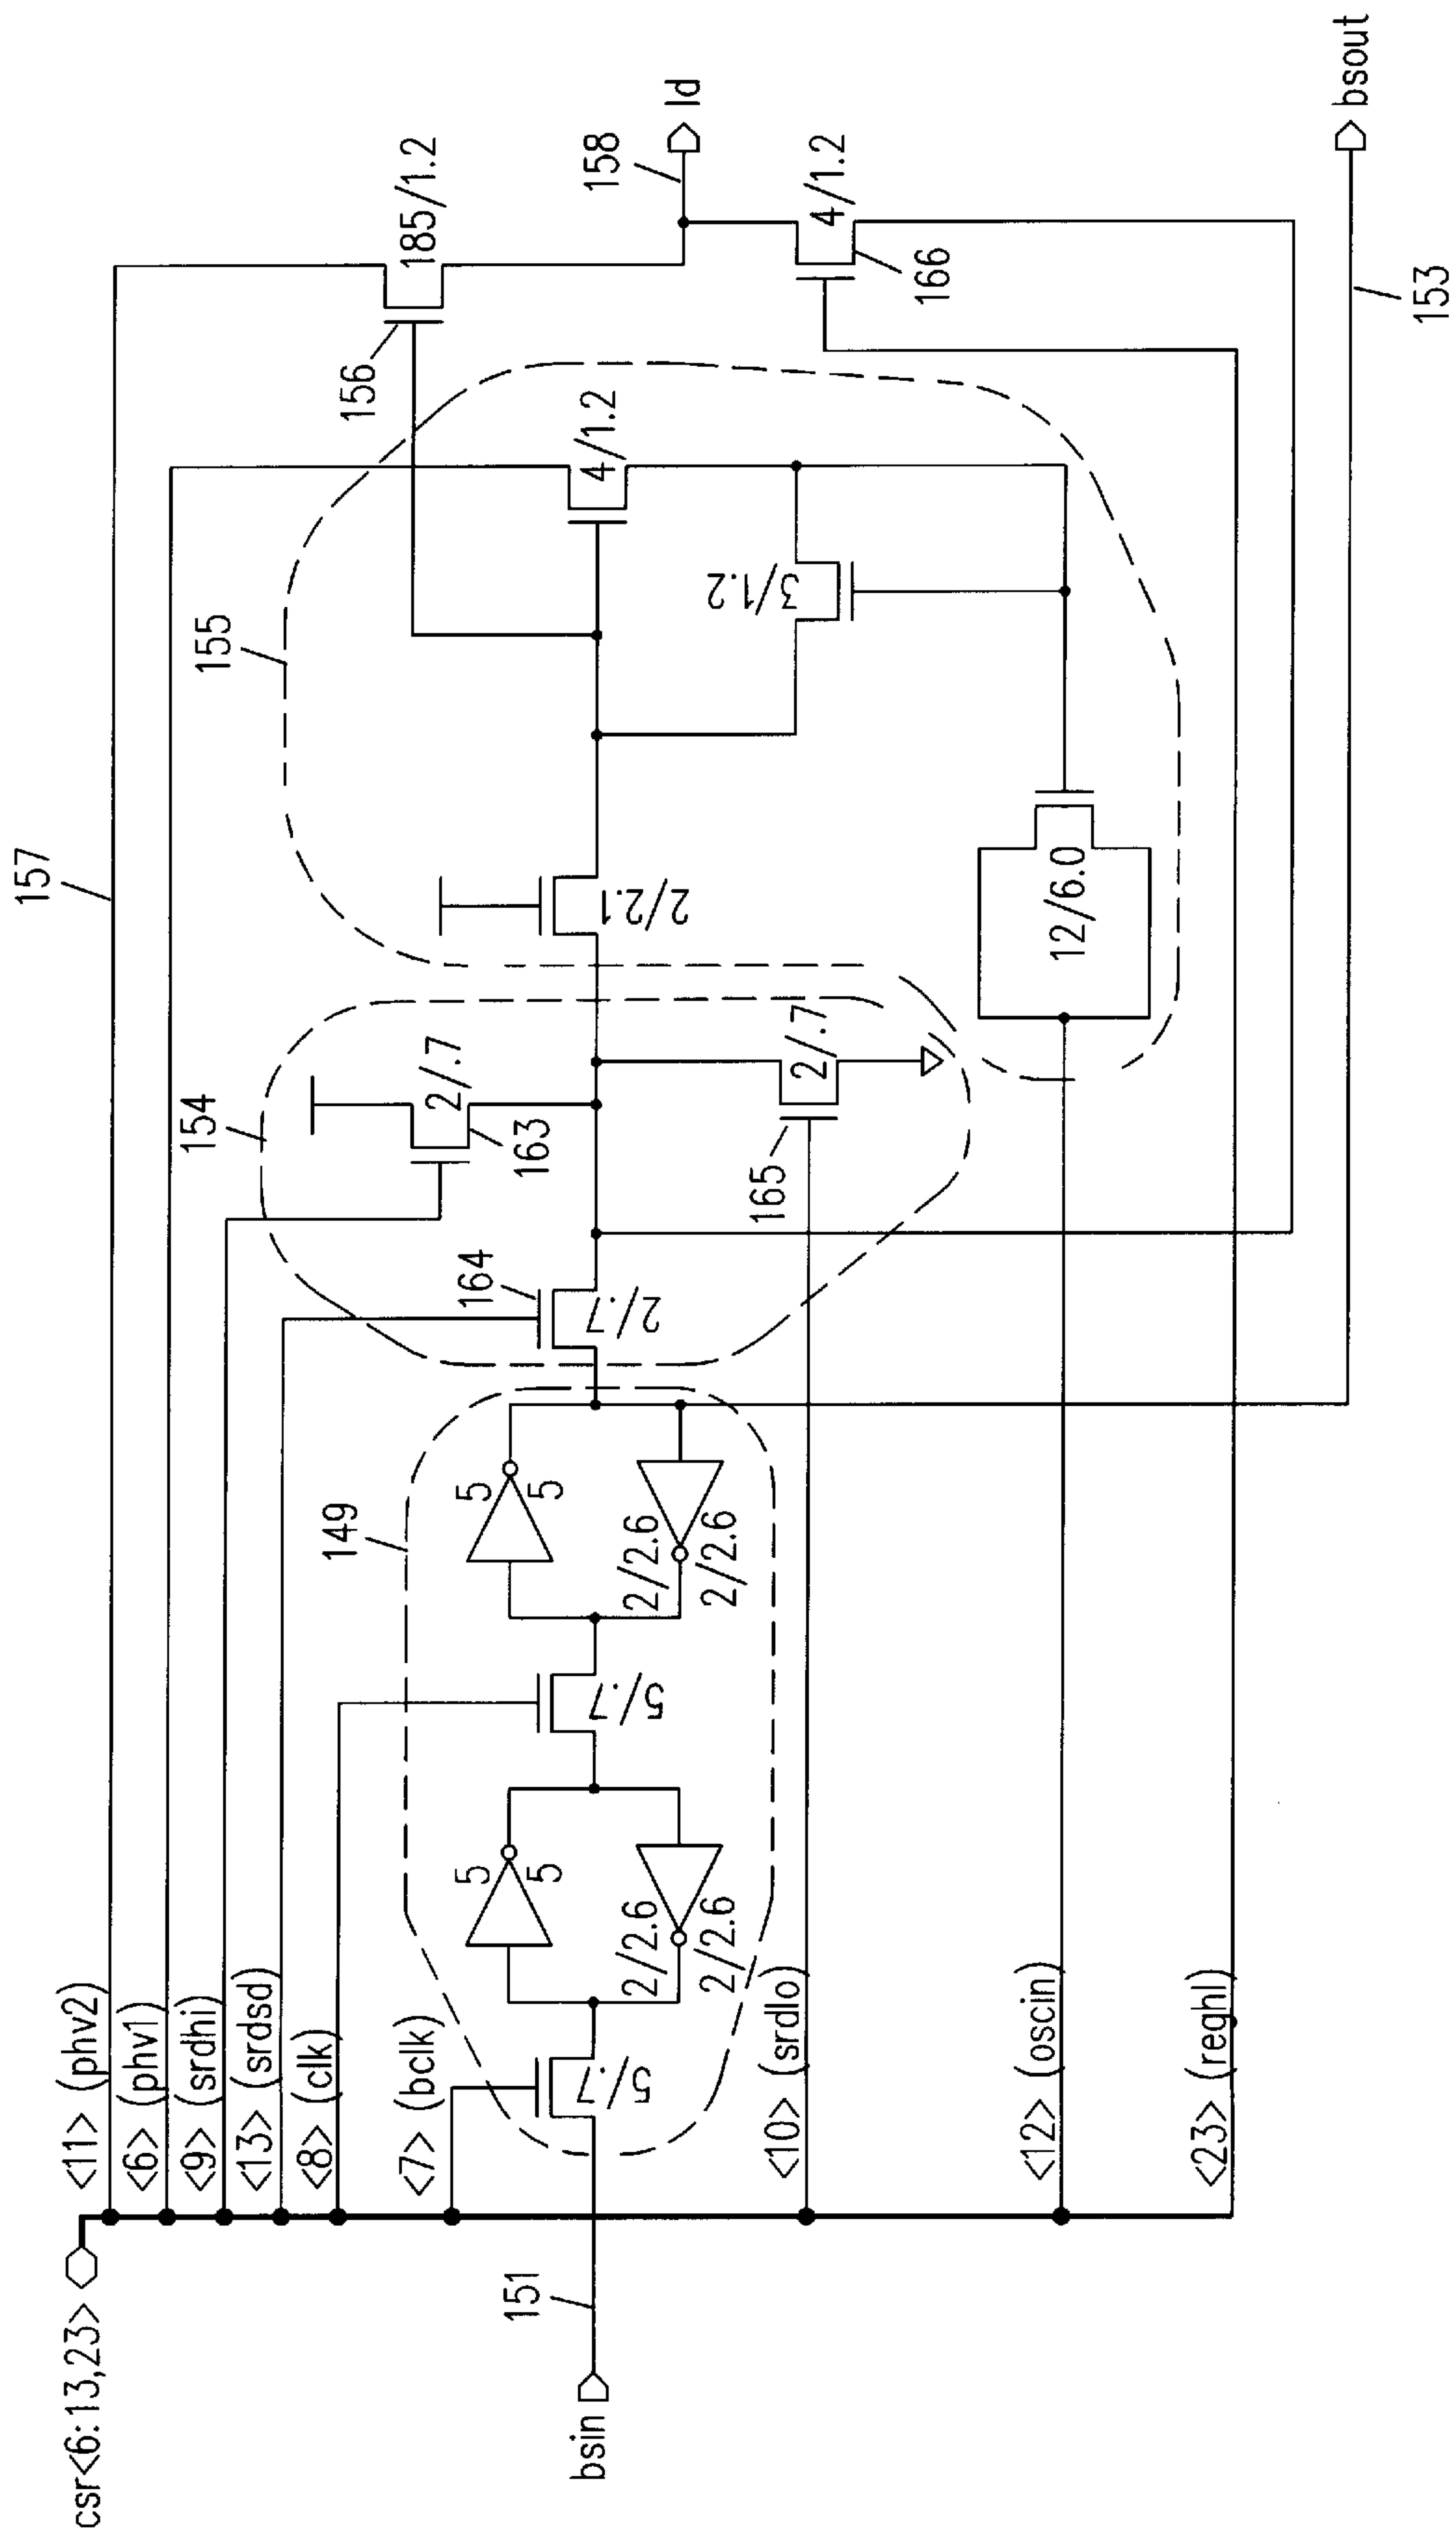 csr<6:13,23>
<11> (phv2)
157
<6> (phv1)
<9> (srdhi)
<13> (srdsd)
<8> (clk)
<7> (bclk)
154
155
156
185/1.2
149
163
2/.7
164
2/.7
158
ld
5
5
5
5
5/.7
5/.7
2/2.6
2/2.6
2/2.6
2/2.6
2/2.1
4/1.2
3/1.2
4/1.2
166
151
bsin
<10> (srdlo)
165
2/.7
<12> (oscin)
12/6.0
<23> (reghl)
bsout
153